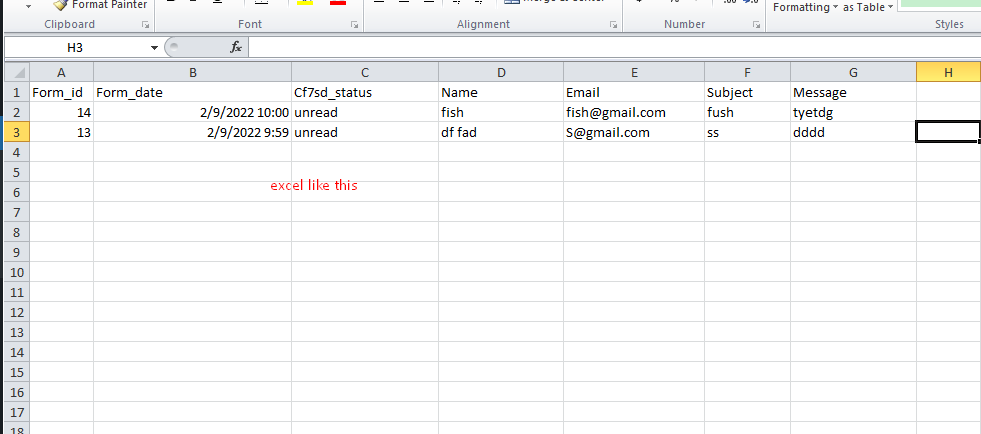 Format Painter
Formatting as Table
Clipboard Font Alignment Number Styles
H3 fx
A B C D E F G H
1 Form_id Form_date Cf7sd_status Name Email Subject Message
2 14 2/9/2022 10:00 unread fish fish@gmail.com fush tyetdg
3 13 2/9/2022 9:59 unread df fad S@gmail.com ss dddd
4
5
excel like this
6
7
8
9
10
11
12
13
14
15
16
17
18